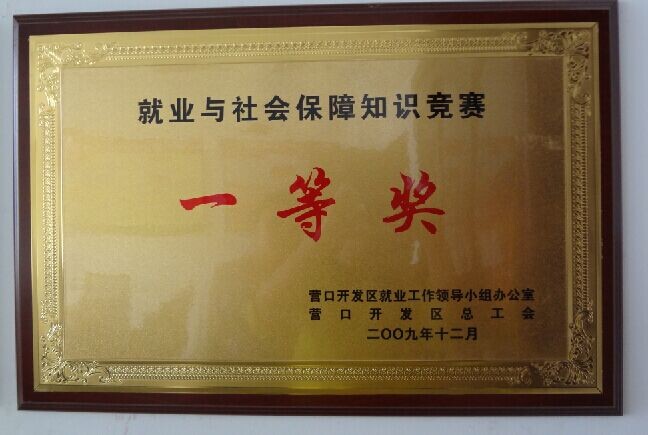 就业与社会保障知识竞赛
一等奖
营口开发区就业工作领导小组办公室
营口开发区总工会
二〇〇九年十二月